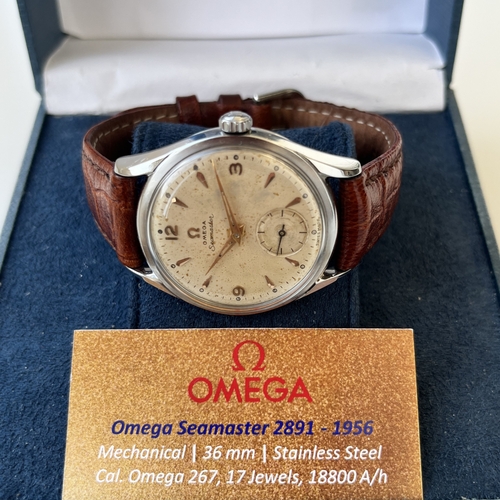 12
3
9
6
Ω
OMEGA
Seamaster
Ω
OMEGA
Omega Seamaster 2891 - 1956
Mechanical | 36 mm | Stainless Steel
Cal. Omega 267, 17 Jewels, 18800 A/h